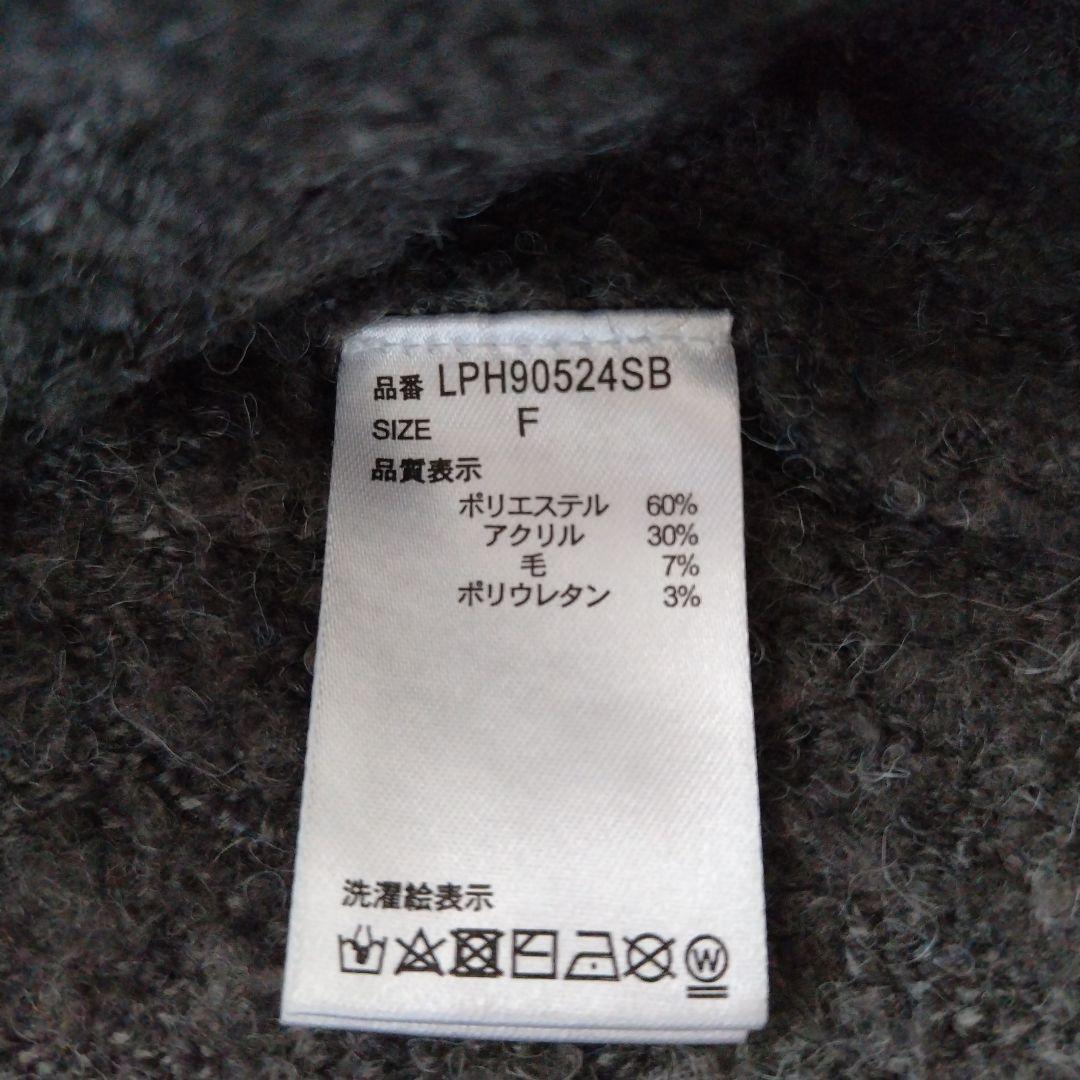 品番 LPH90524SB
SIZE F
品質表示
ポリエステル 60%
アクリル 30%
毛 7%
ポリウレタン 3%
洗濯絵表示
W